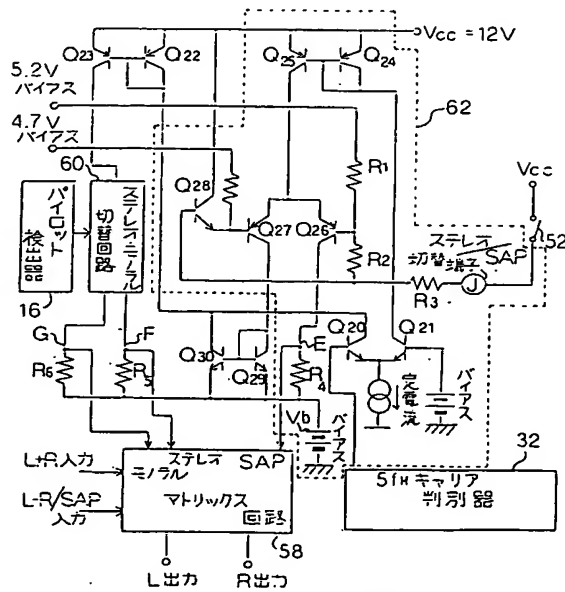 Vcc = 12V
Q23
Q22
Q25
Q24
5.2V
バイアス
4.7V
バイアス
62
60
R1
Q28
Vcc
パイロット
検出器
ステレオ・モノラル
切替回路
Q27
Q26
ステレオ/SAP
切替端子
52
R2
J
R3
16
G
F
E
Q20
Q21
Q30
Q29
R6
R5
R4
定電流
バイアス
Vb
バイアス
32
L+R入力
ステレオ
SAP
モノラル
マトリックス
回路
5fHキャリア
判別器
L-R/SAP
入力
58
L出力
R出力